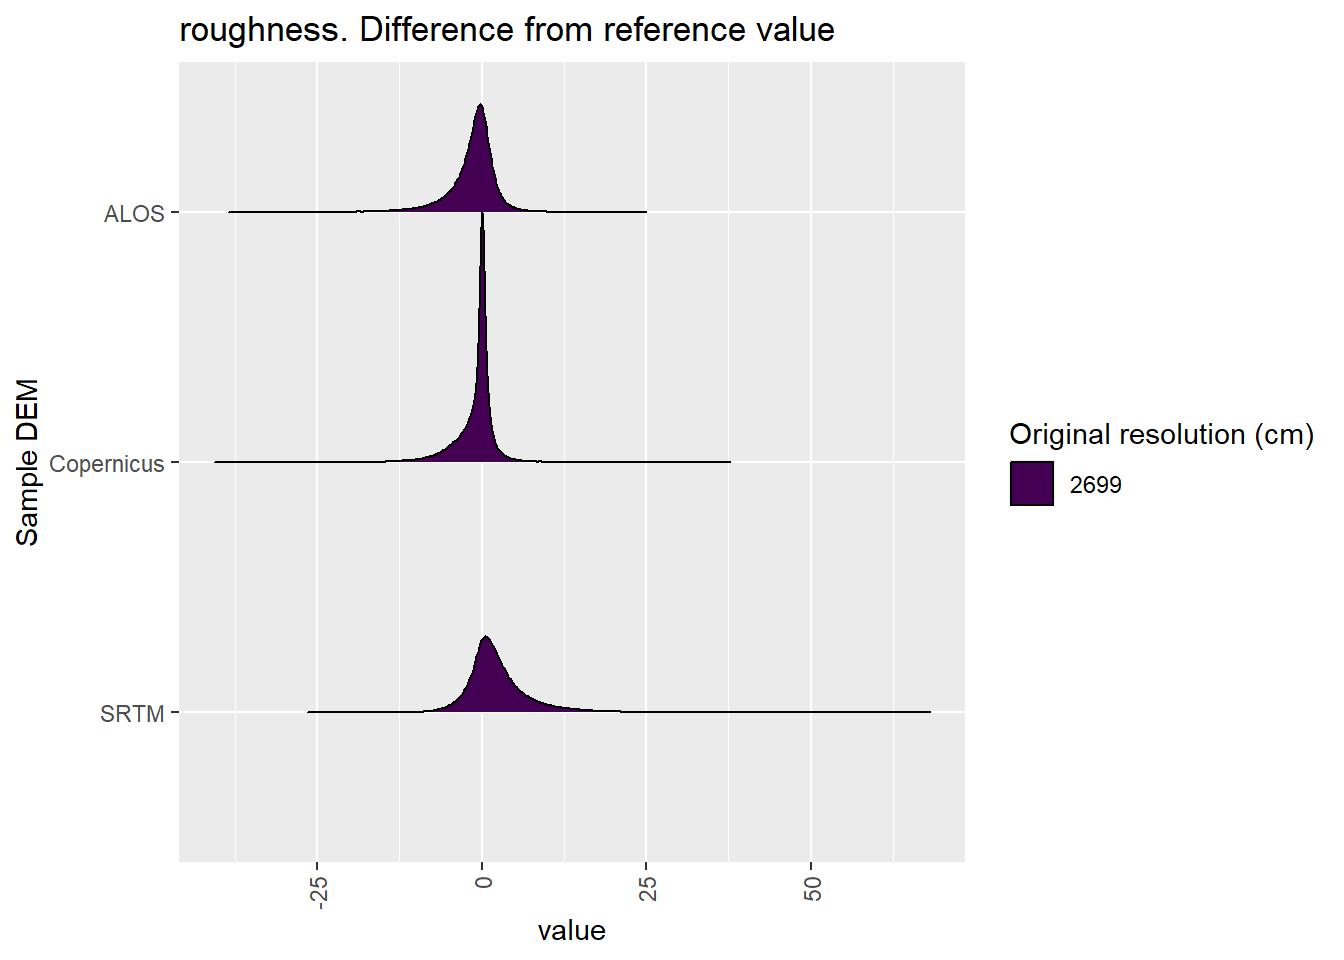 roughness. Difference from reference value
Sample DEM
ALOS
Copernicus
SRTM
-25
0
25
50
value
Original resolution (cm)
2699